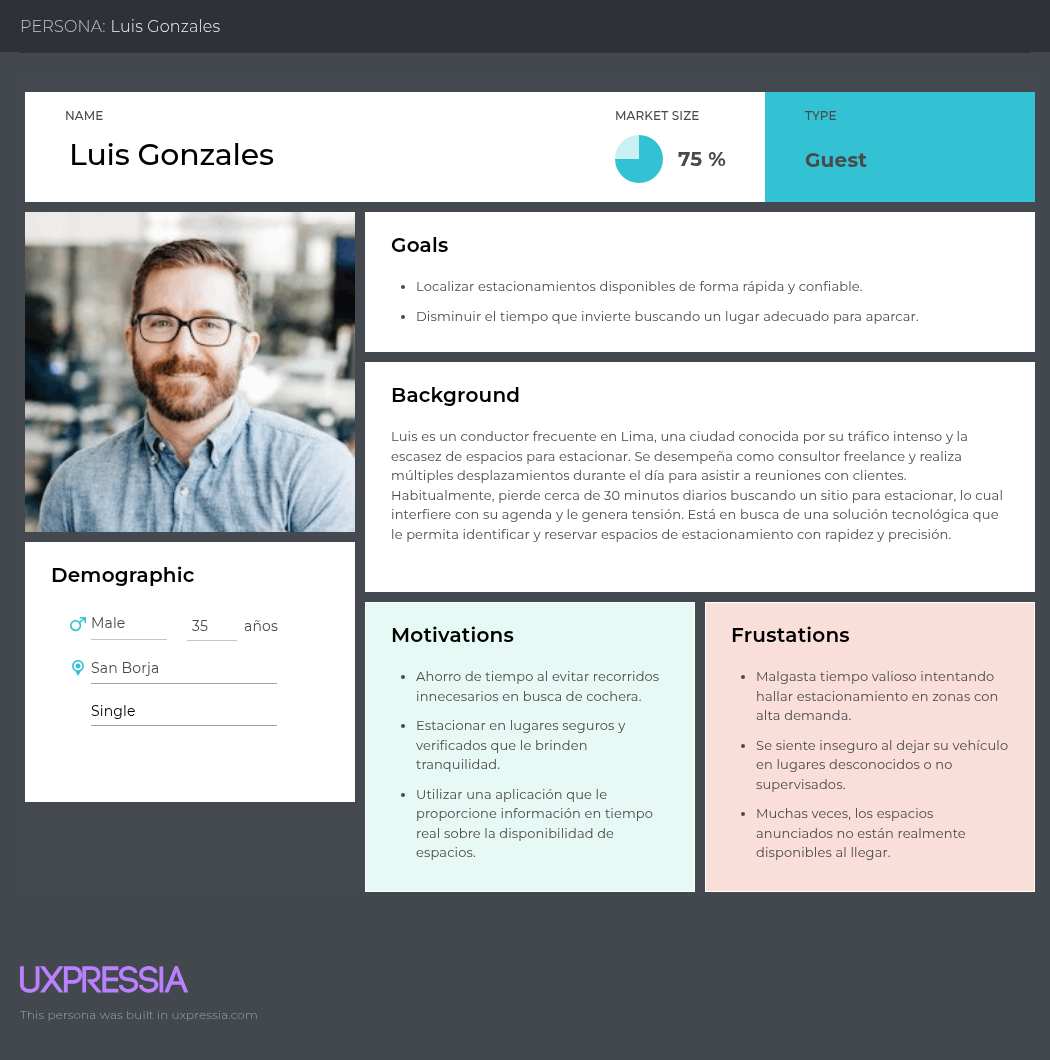 PERSONA: Luis Gonzales
NAME
Luis Gonzales
MARKET SIZE
75 %
TYPE
Guest
Goals
• Localizar estacionamientos disponibles de forma rápida y confiable.
• Disminuir el tiempo que invierte buscando un lugar adecuado para aparcar.
Background
Luis es un conductor frecuente en Lima, una ciudad conocida por su tráfico intenso y la
escasez de espacios para estacionar. Se desempeña como consultor freelance y realiza
múltiples desplazamientos durante el día para asistir a reuniones con clientes.
Habitualmente, pierde cerca de 30 minutos diarios buscando un sitio para estacionar, lo cual
interfiere con su agenda y le genera tensión. Está en busca de una solución tecnológica que
le permita identificar y reservar espacios de estacionamiento con rapidez y precisión.
Demographic
Male
35 años
San Borja
Single
Motivations
• Ahorro de tiempo al evitar recorridos
innecesarios en busca de cochera.
• Estacionar en lugares seguros y
verificados que le brinden
tranquilidad.
• Utilizar una aplicación que le
proporcione información en tiempo
real sobre la disponibilidad de
espacios.
Frustations
• Malgasta tiempo valioso intentando
hallar estacionamiento en zonas con
alta demanda.
• Se siente inseguro al dejar su vehículo
en lugares desconocidos o no
supervisados.
• Muchas veces, los espacios
anunciados no están realmente
disponibles al llegar.
UXPRESSIA
This persona was built in uxpressia.com